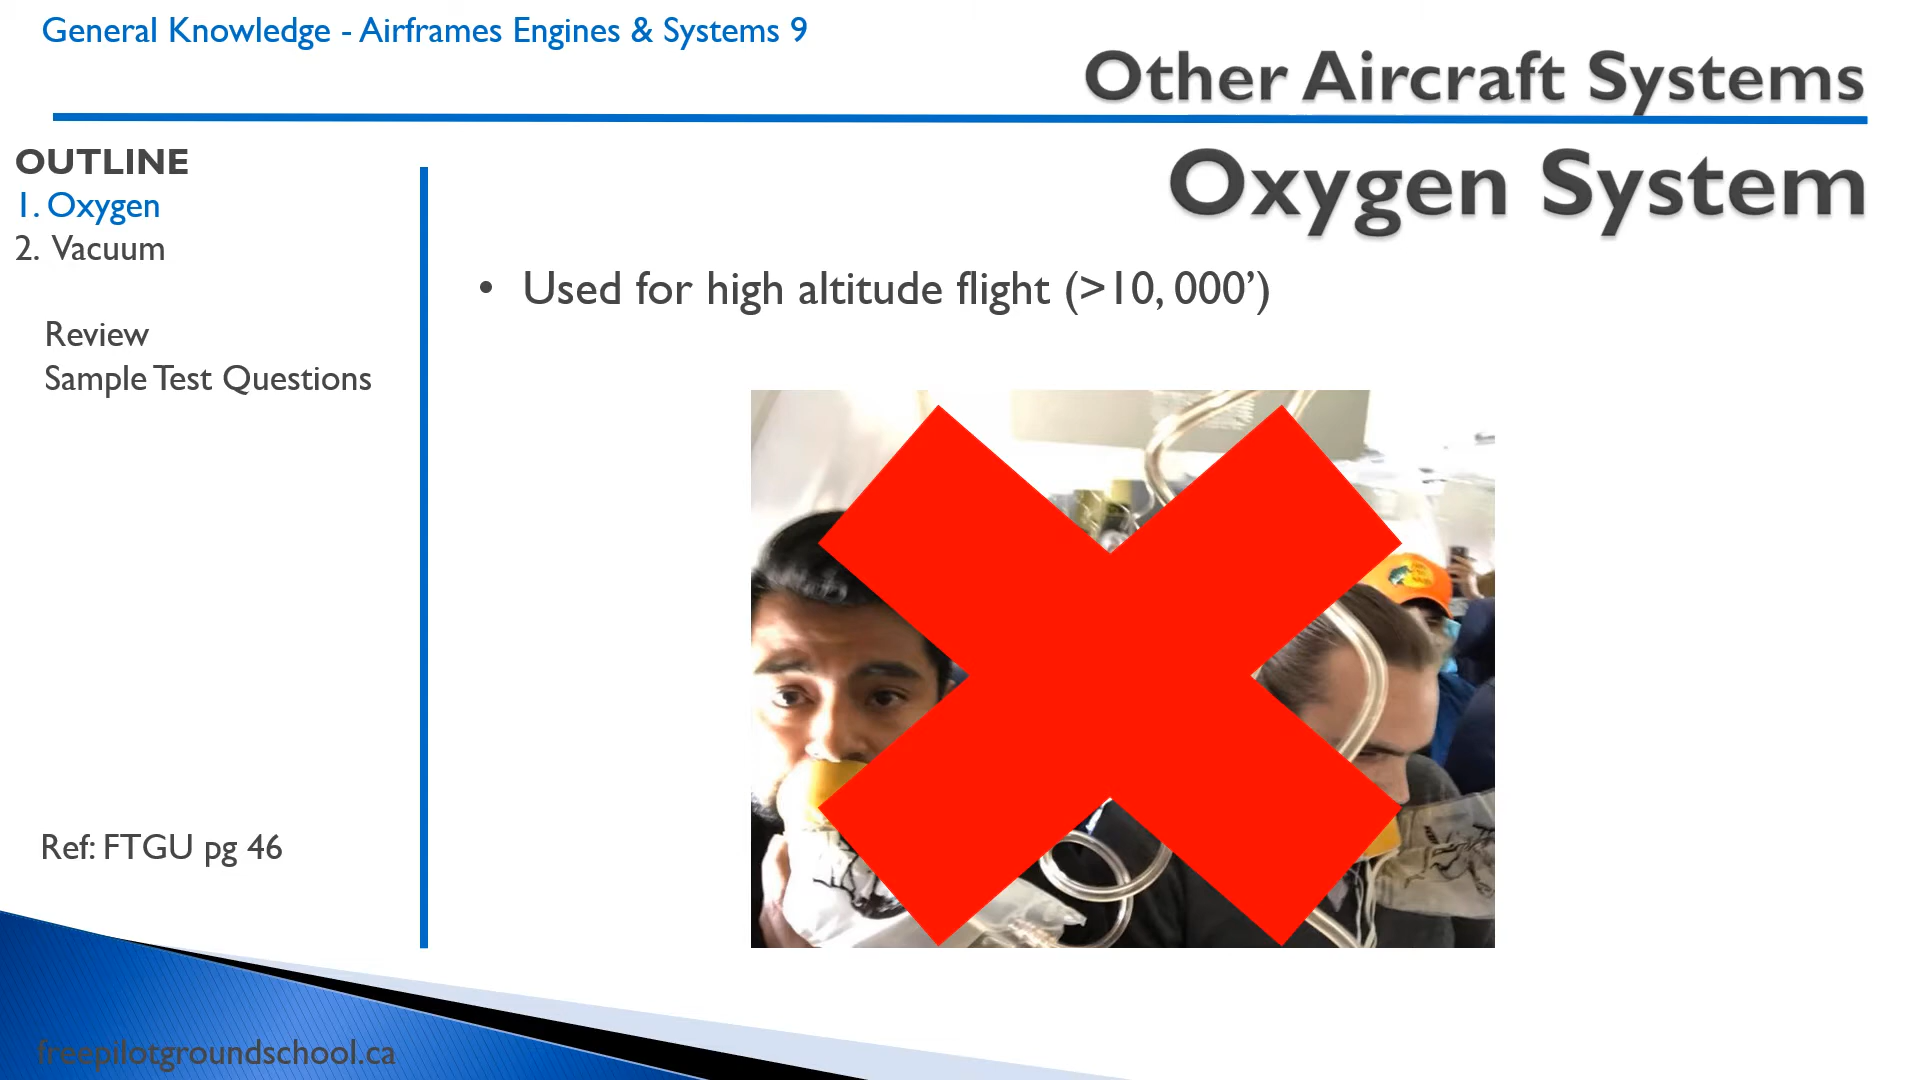 General Knowledge - Airframes Engines & Systems 9
Other Aircraft Systems
OUTLINE
1. Oxygen
2. Vacuum
Review
Sample Test Questions
Ref: FTGU pg 46
Oxygen System
• Used for high altitude flight (>10, 000’)
freepilotgroundschool.ca